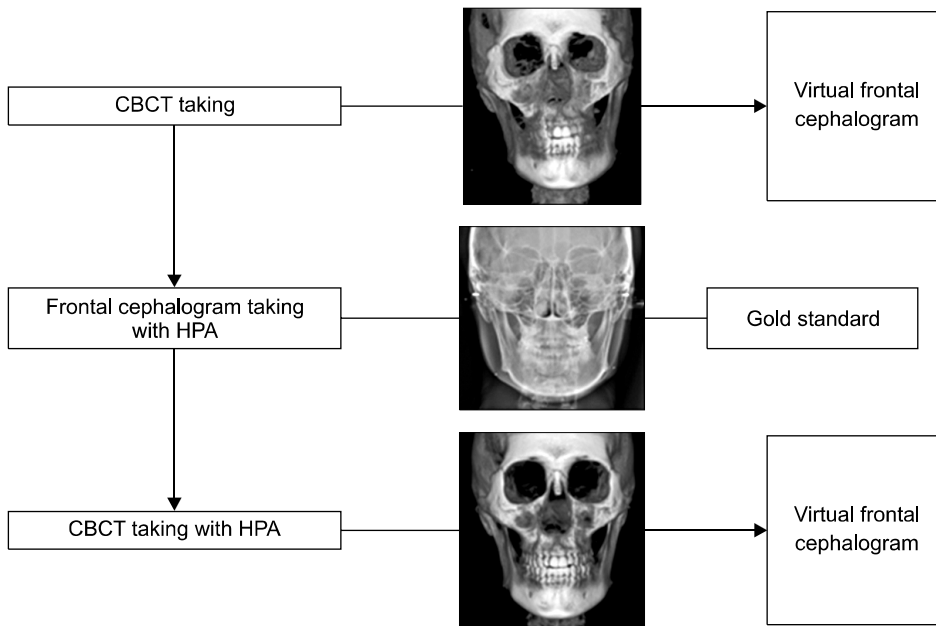 CBCT taking
Virtual frontal
cephalogram
Frontal cephalogram taking
with HPA
Gold standard
CBCT taking with HPA
Virtual frontal
cephalogram